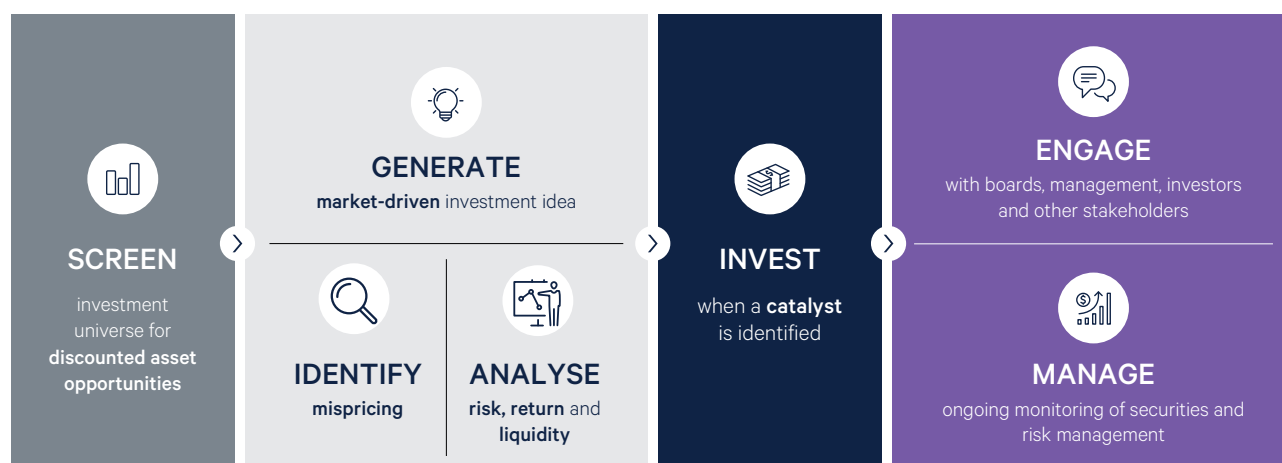 SCREEN
investment
universe for
discounted asset
opportunities
GENERATE
market-driven investment idea
IDENTIFY
mispricing
ANALYSE
risk, return and
liquidity
INVEST
when a catalyst
is identified
ENGAGE
with boards, management, investors
and other stakeholders
$
MANAGE
ongoing monitoring of securities and
risk management